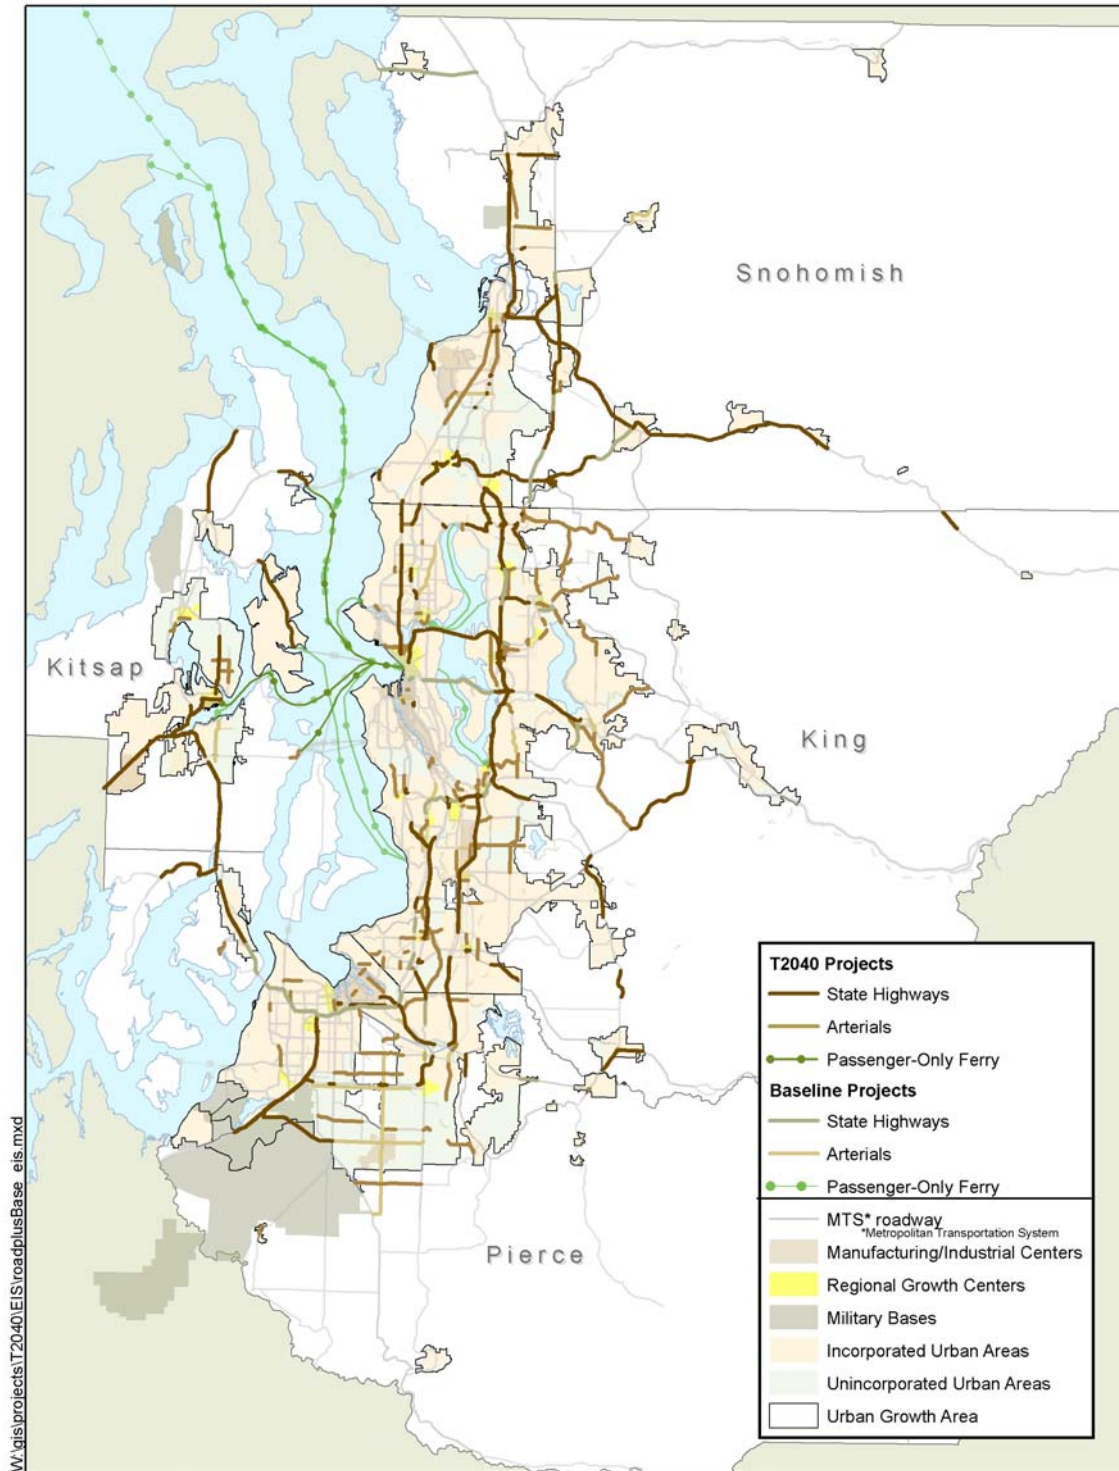 Snohomish
Kitsap
King
Pierce
T2040 Projects
State Highways
Arterials
Passenger-Only Ferry
Baseline Projects
State Highways
Arterials
Passenger-Only Ferry
MTS* roadway
*Metropolitan Transportation System
Manufacturing/Industrial Centers
Regional Growth Centers
Military Bases
Incorporated Urban Areas
Unincorporated Urban Areas
Urban Growth Area
W:\gis\projects\T2040\EIS\roadplusBase_eis.mxd